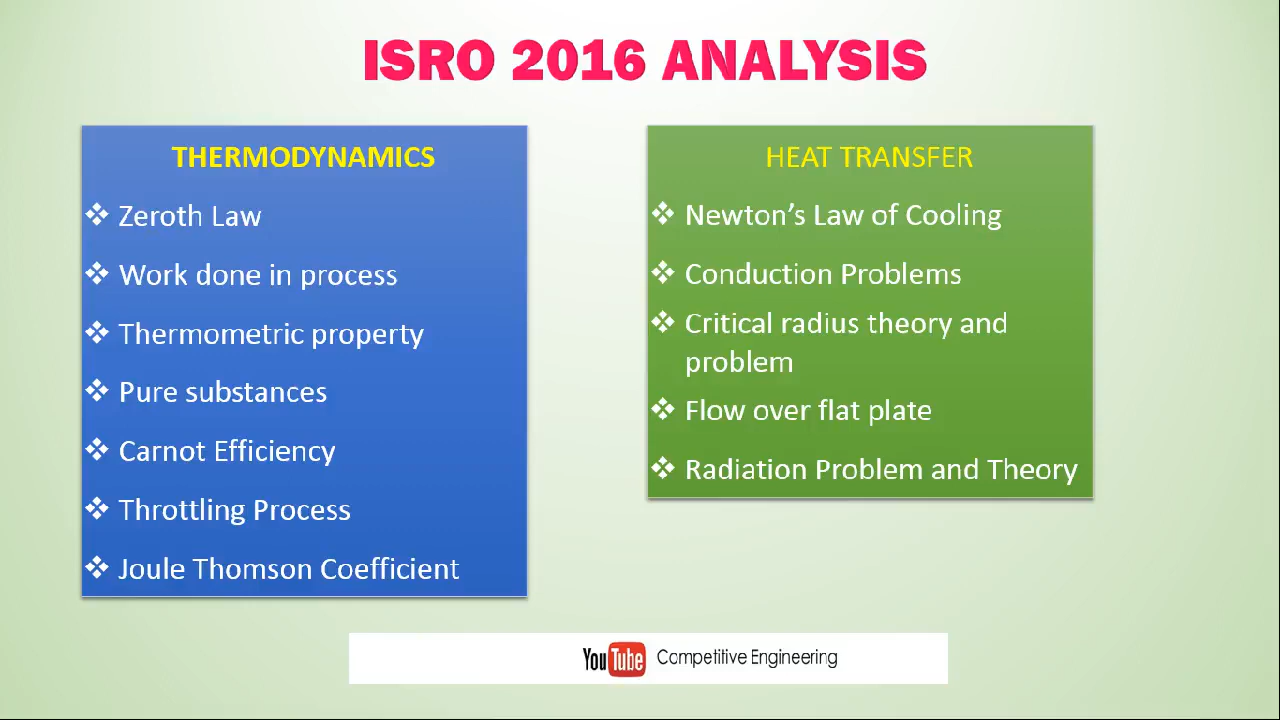 ISRO 2016 ANALYSIS
THERMODYNAMICS
❖ Zeroth Law
❖ Work done in process
❖ Thermometric property
❖ Pure substances
❖ Carnot Efficiency
❖ Throttling Process
❖ Joule Thomson Coefficient
HEAT TRANSFER
❖ Newton’s Law of Cooling
❖ Conduction Problems
❖ Critical radius theory and
problem
❖ Flow over flat plate
❖ Radiation Problem and Theory
YouTube Competitive Engineering